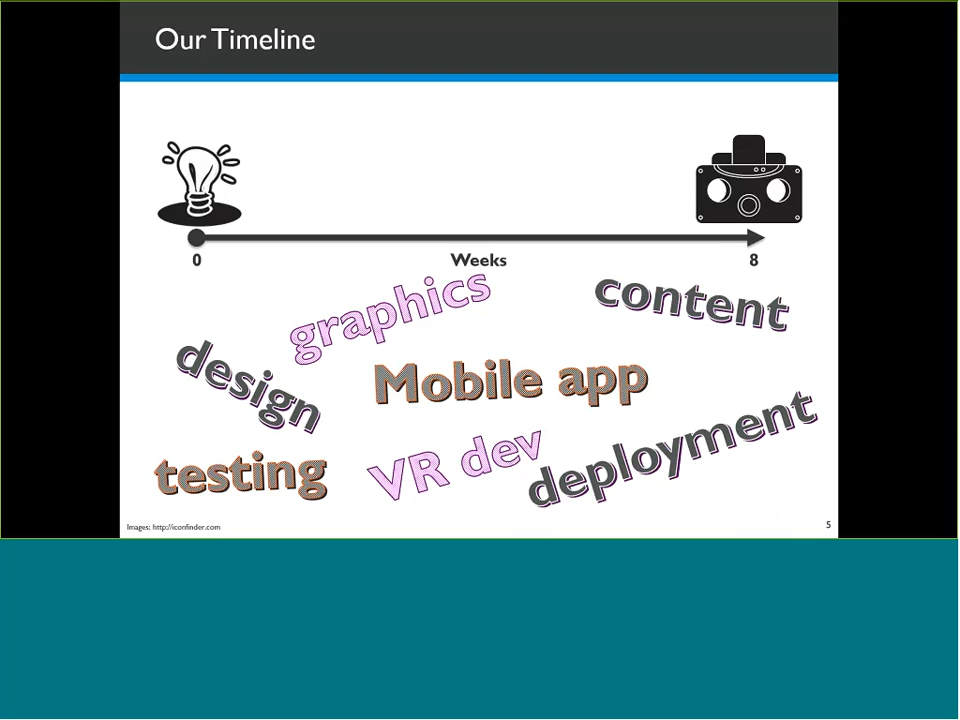 Our Timeline
0 Weeks 8
graphics
content
design
Mobile app
testing
VR dev
deployment
Images: http://iconfinder.com
5